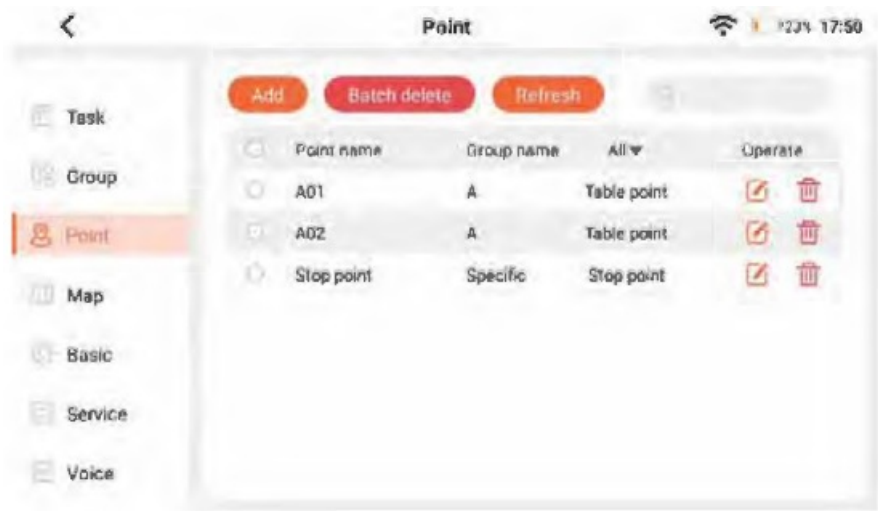 Point
17:50
Task
Group
Point
Map
Basic
Service
Voice
Add Batch delete Refresh
Point name Group name All Operate
A01 A Table point
A02 A Table point
Stop point Specific Stop point